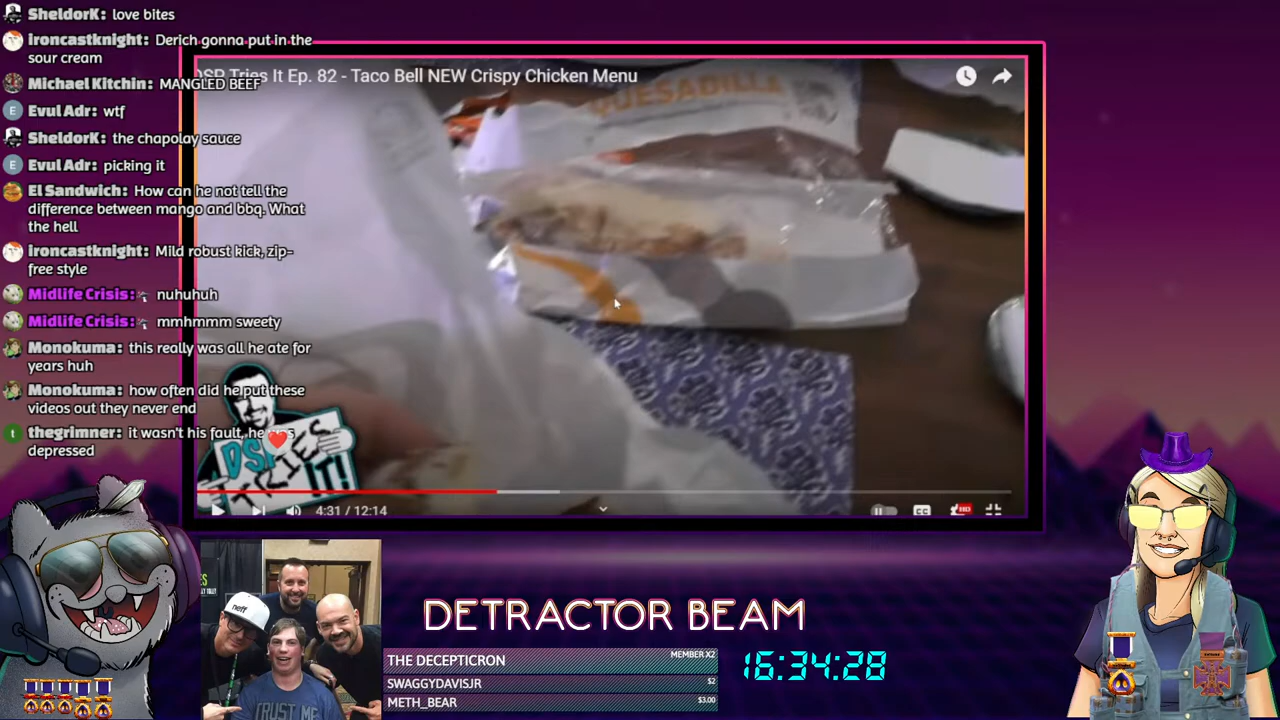 SheldorK: love bites
ironcastknight: Derich gonna put in the
sour cream
Michael Kitchin: MANGLED BEEF
Evul Adr: wtf
SheldorK: the chapolay sauce
Evul Adr: picking it
El Sandwich: How can he not tell the
difference between mango and bbq. What
the hell
ironcastknight: Mild robust kick, zip-
free style
Midlife Crisis: nuhuhuh
Midlife Crisis: mmhmmm sweety
Monokuma: this really was all he ate for
years huh
Monokuma: how often did he put these
videos out they never end
thegrimner: it wasn't his fault, he was
depressed
DSP Tries It Ep. 82 - Taco Bell NEW Crispy Chicken Menu
QUESADILLA
DSP
TRIES
IT!
4:31 / 12:14
CC
HD
neff
TRUST ME
DETRACTOR BEAM
THE DECEPTICRON MEMBER X2
SWAGGYDAVISJR $2
METH_BEAR $3.00
16:34:28